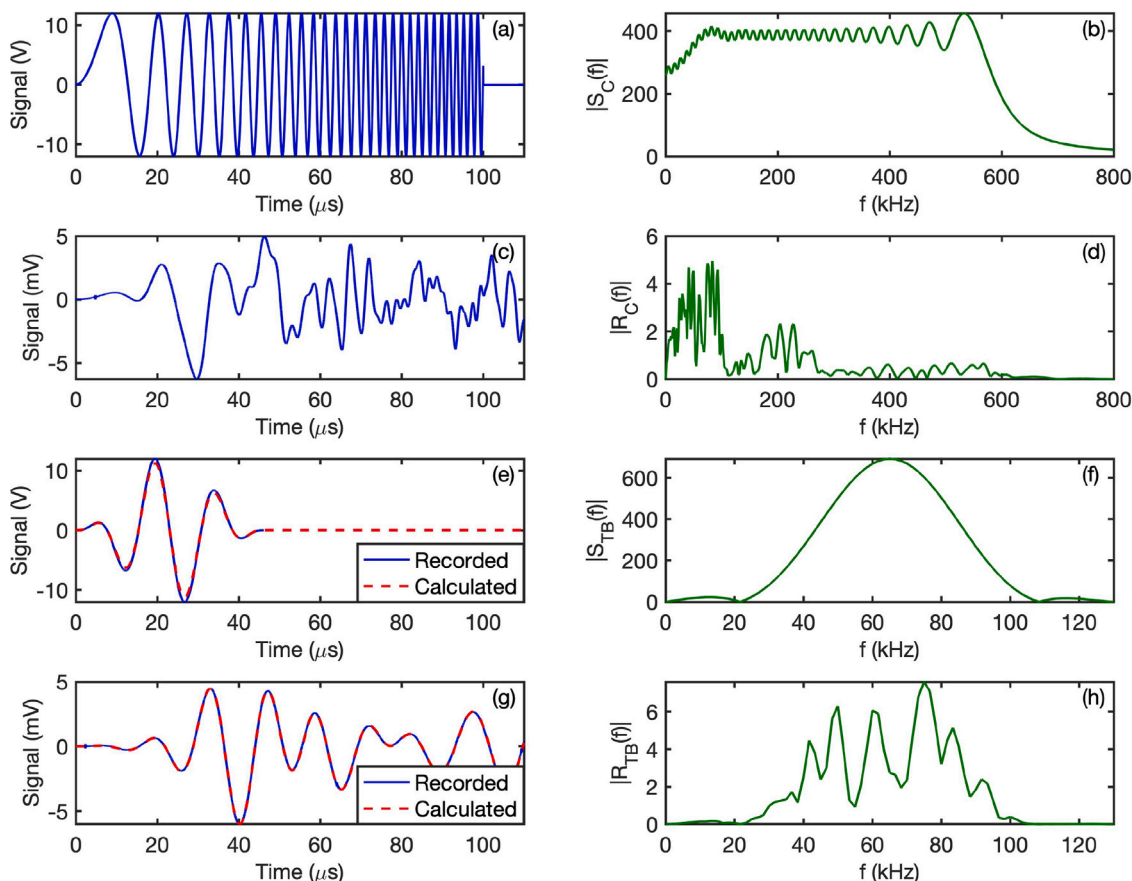 Signal (V)
10
0
-10
(a)
0 20 40 60 80 100
Time (μs)
|S_C(f)|
400
200
0
(b)
0 200 400 600 800
f (kHz)
Signal (mV)
5
0
-5
(c)
0 20 40 60 80 100
Time (μs)
|R_C(f)|
6
4
2
0
(d)
0 200 400 600 800
f (kHz)
Signal (V)
10
0
-10
(e)
Recorded
Calculated
0 20 40 60 80 100
Time (μs)
|S_TB(f)|
600
400
200
0
(f)
0 20 40 60 80 100 120
f (kHz)
Signal (mV)
5
0
-5
(g)
Recorded
Calculated
0 20 40 60 80 100
Time (μs)
|R_TB(f)|
6
4
2
0
(h)
0 20 40 60 80 100 120
f (kHz)